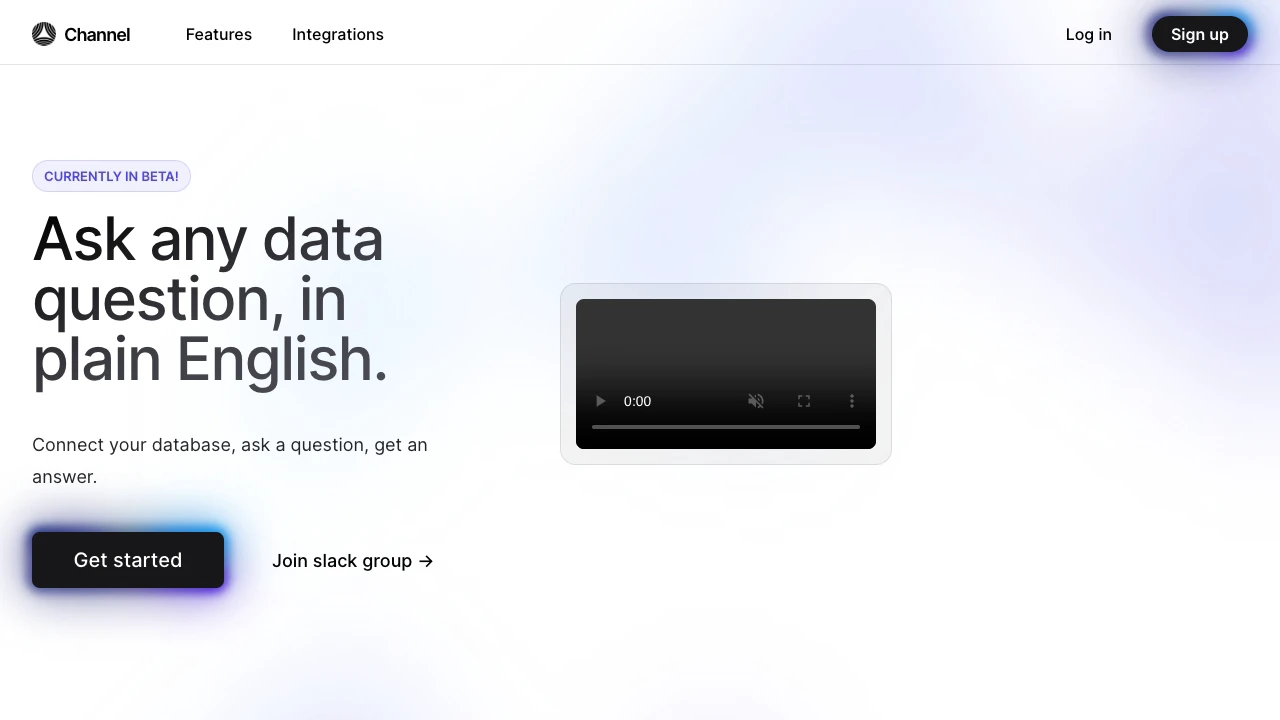 Channel
Features
Integrations
Log in
Sign up
CURRENTLY IN BETA!
Ask any data
question, in
plain English.
Connect your database, ask a question, get an
answer.
Get started
Join slack group →
0:00